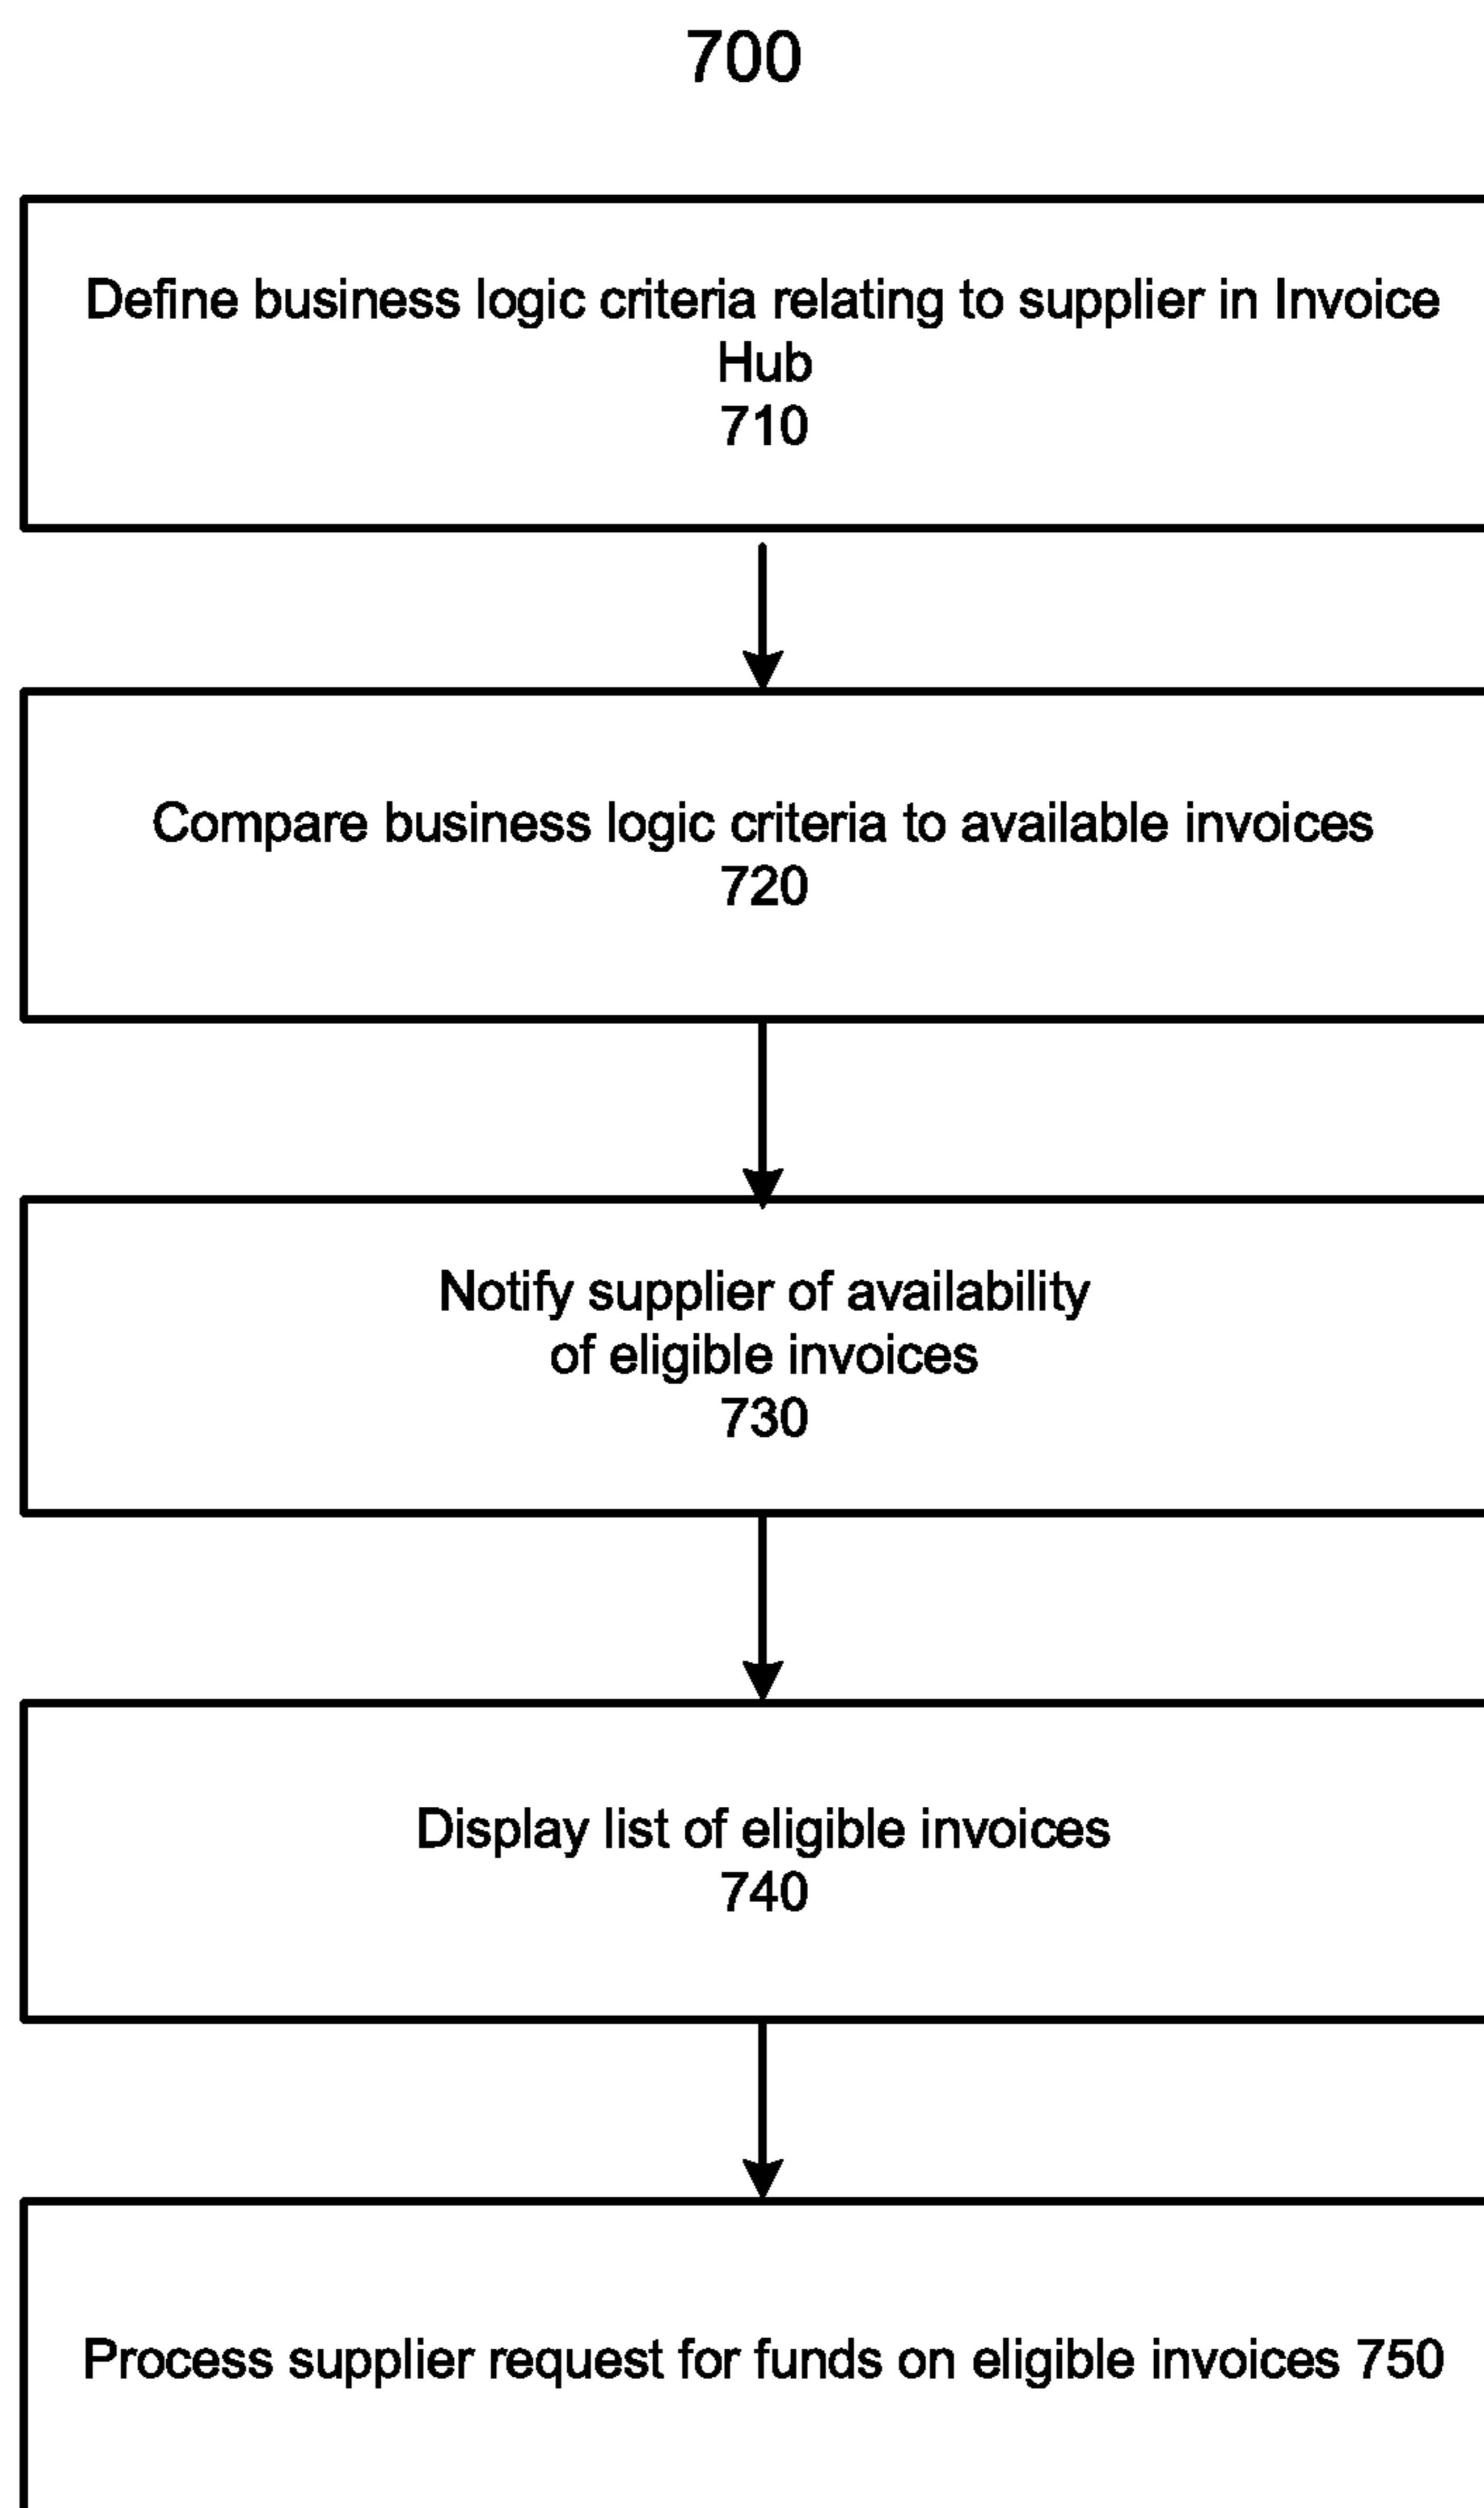 700
Define business logic criteria relating to supplier in Invoice
Hub
710
Compare business logic criteria to available invoices
720
Notify supplier of availability
of eligible invoices
730
Display list of eligible invoices
740
Process supplier request for funds on eligible invoices 750